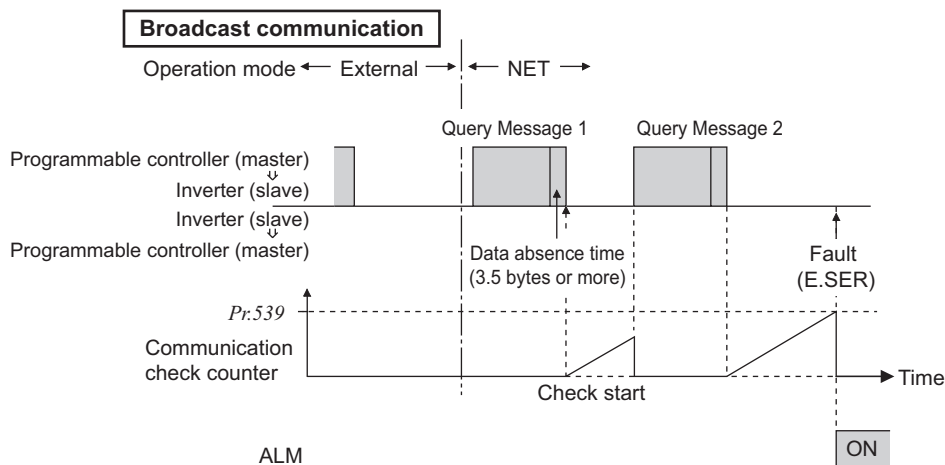 Broadcast communication
Operation mode External NET
Query Message 1 Query Message 2
Programmable controller (master)
Inverter (slave)
Inverter (slave)
Programmable controller (master)
Data absence time
(3.5 bytes or more)
Fault
(E.SER)
Pr.539
Communication
check counter
Time
Check start
ALM
ON